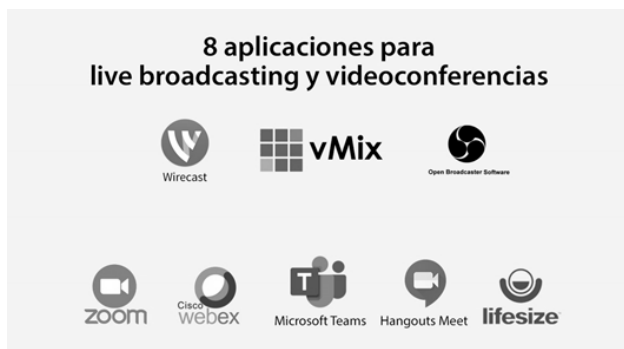 8 aplicaciones para
live broadcasting y videoconferencias
vMix
Wirecast
Open Broadcaster Software
T
zoom
Cisco
webex
Microsoft Teams
Hangouts Meet
lifesize